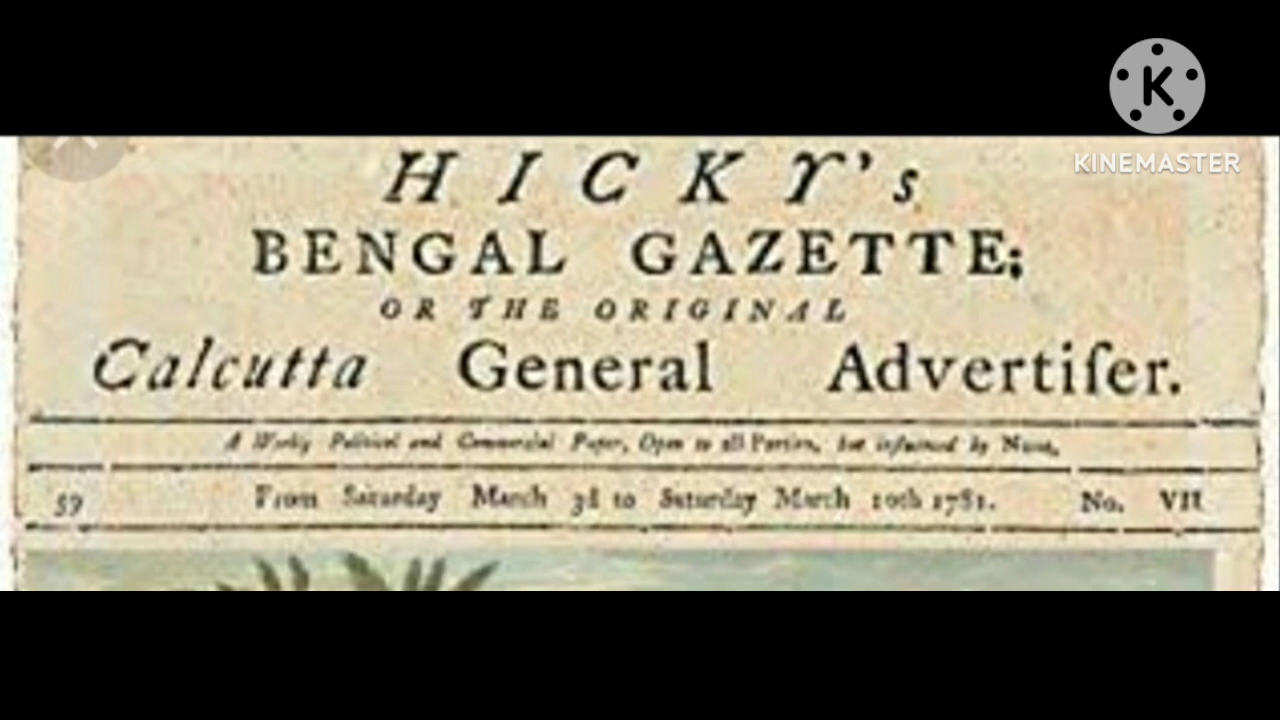 K
KINEMASTER
HICKY's
BENGAL GAZETTE;
OR THE ORIGINAL
Calcutta General Advertiſer.
A Weekly Political and Commercial Paper, Open to all Parties, but influenced by None,
59 From Saturday March 3d to Saturday March 10th 1781. No. VII